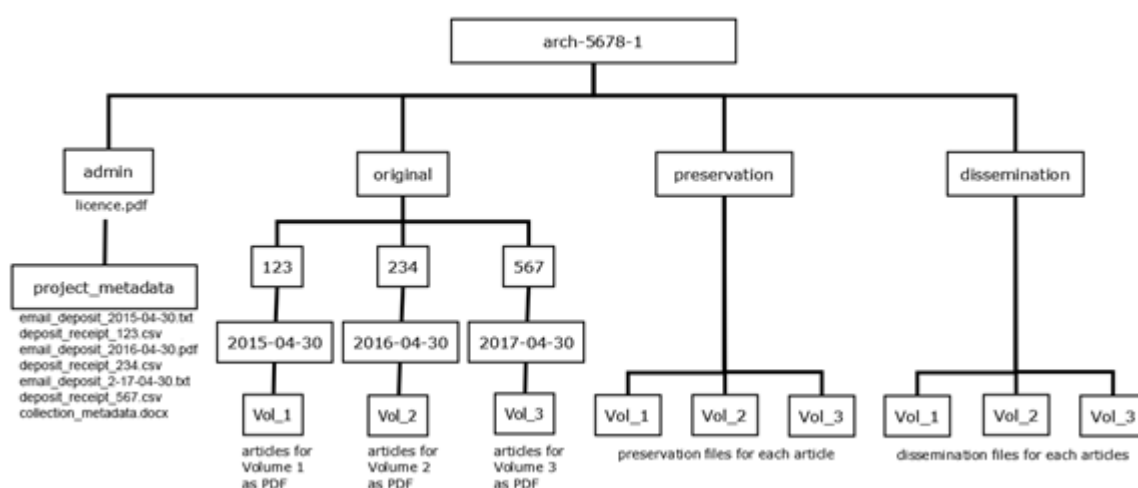 arch-5678-1
admin
original
preservation
dissemination
licence.pdf
123
234
567
project_metadata
email_deposit_2015-04-30.txt
deposit_receipt_123.csv
email_deposit_2016-04-30.pdf
deposit_receipt_234.csv
email_deposit_2-17-04-30.txt
deposit_receipt_567.csv
collection_metadata.docx
2015-04-30
2016-04-30
2017-04-30
Vol_1
Vol_2
Vol_3
Vol_1
Vol_2
Vol_3
Vol_1
Vol_2
Vol_3
articles for
Volume 1
as PDF
articles for
Volume 2
as PDF
articles for
Volume 3
as PDF
preservation files for each article
dissemination files for each articles